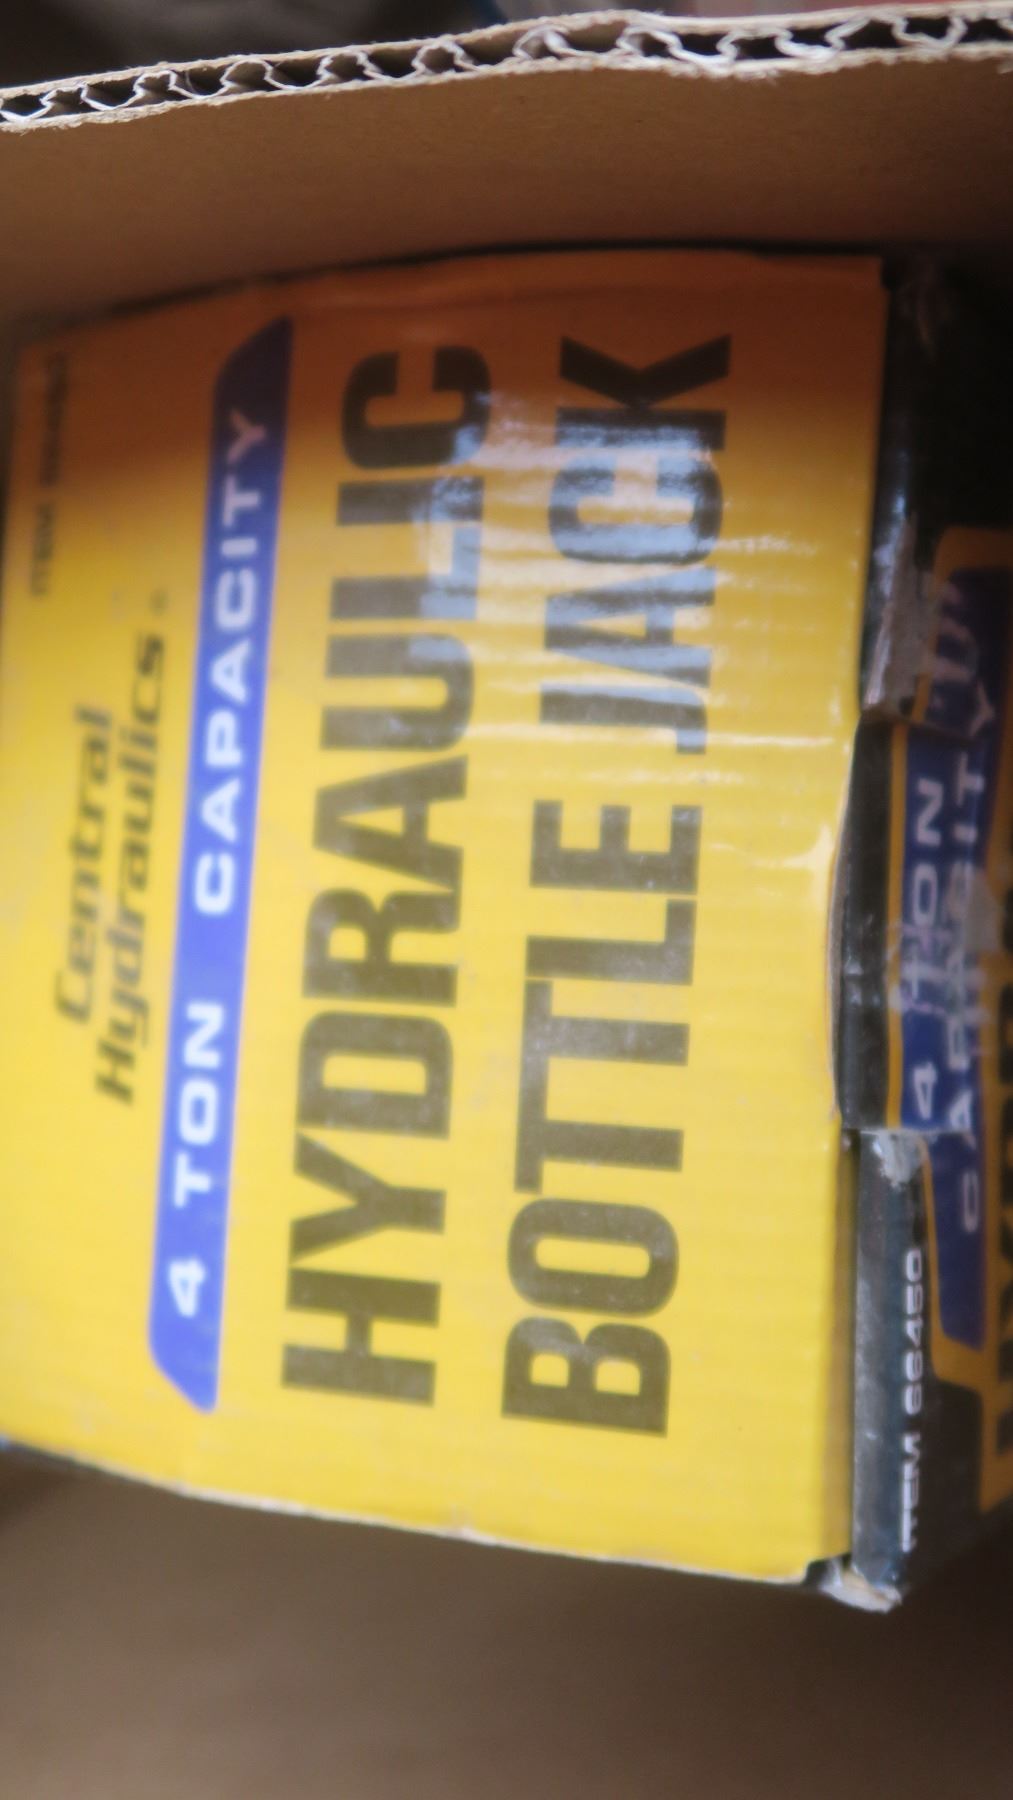 Central
Hydraulics
4 TON CAPACITY
HYDRAULIC
BOTTLE JACK
4 TON
CAPACITY
ITEM 66450